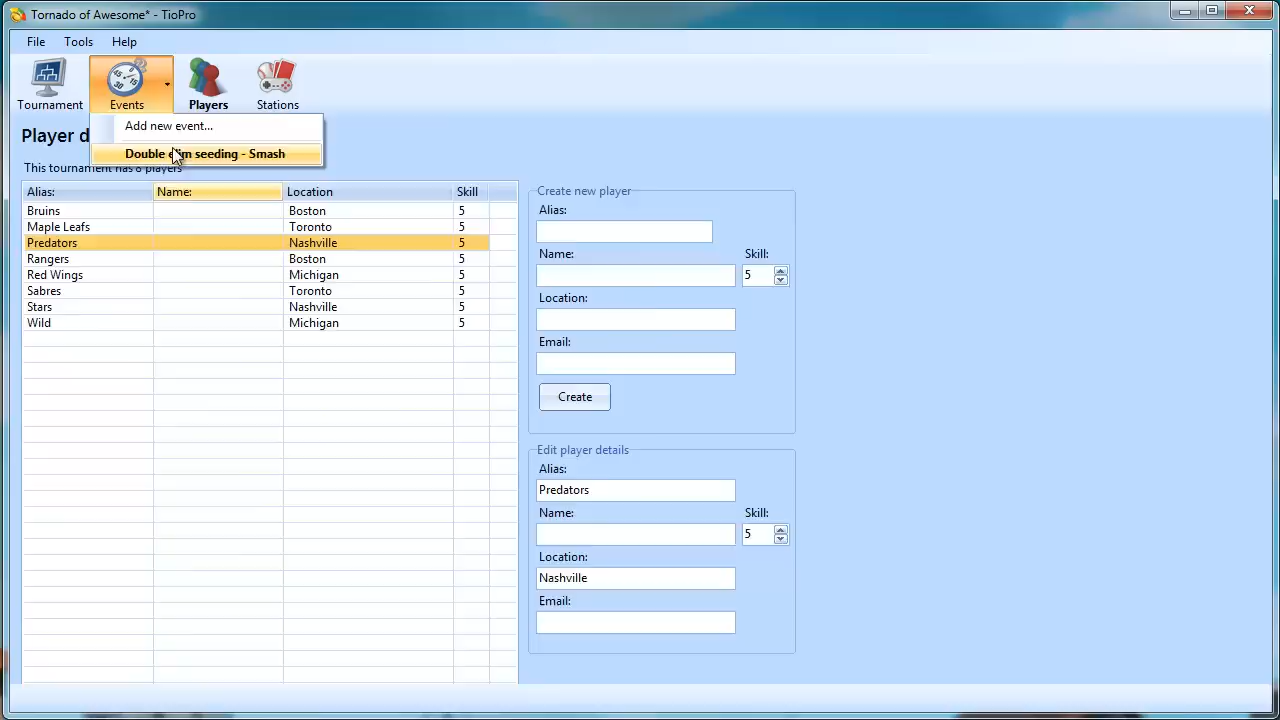 Tornado of Awesome* - TioPro
File Tools Help
Tournament Events Players Stations
Add new event...
Player d
Double elim seeding - Smash
This tournament has 8 players
Alias: Name: Location Skill
Bruins Boston 5
Maple Leafs Toronto 5
Predators Nashville 5
Rangers Boston 5
Red Wings Michigan 5
Sabres Toronto 5
Stars Nashville 5
Wild Michigan 5
Create new player
Alias:
Name: Skill:
5
Location:
Email:
Create
Edit player details
Alias:
Predators
Name: Skill:
5
Location:
Nashville
Email: